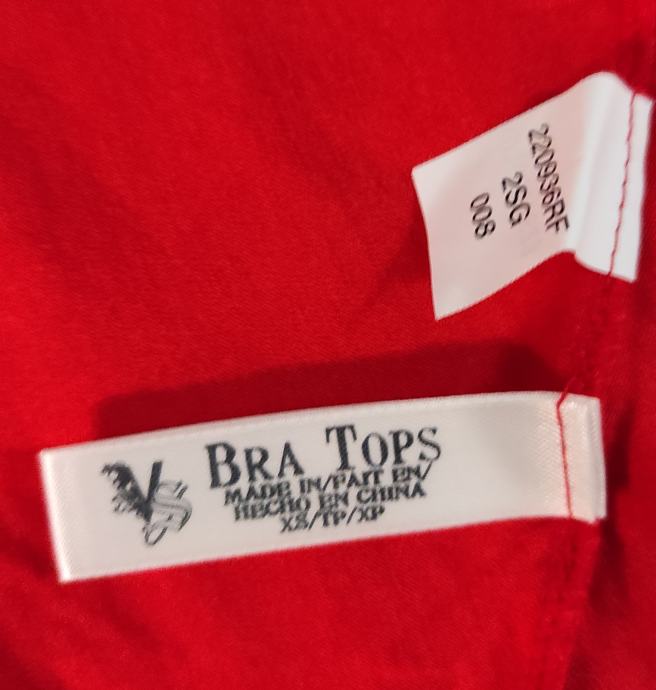 220936RF
2SG
008
VS
BRA TOPS
MADE IN/FAIT EN/
HECHO EN CHINA
XS/TP/XP